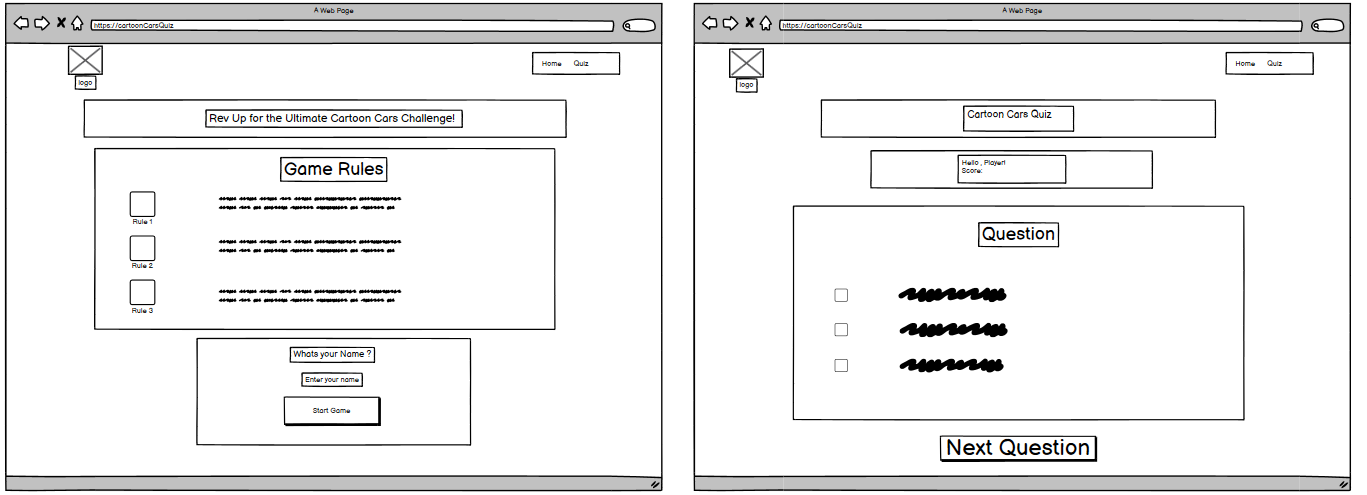 A Web Page
https://cartoonCarsQuiz
logo
Home Quiz
Rev Up for the Ultimate Cartoon Cars Challenge!
Game Rules
Rule 1
Rule 2
Rule 3
Whats your Name ?
Enter your name
Start Game
A Web Page
https://cartoonCarsQuiz
logo
Home Quiz
Cartoon Cars Quiz
Hello , Player!
Score:
Question
Next Question